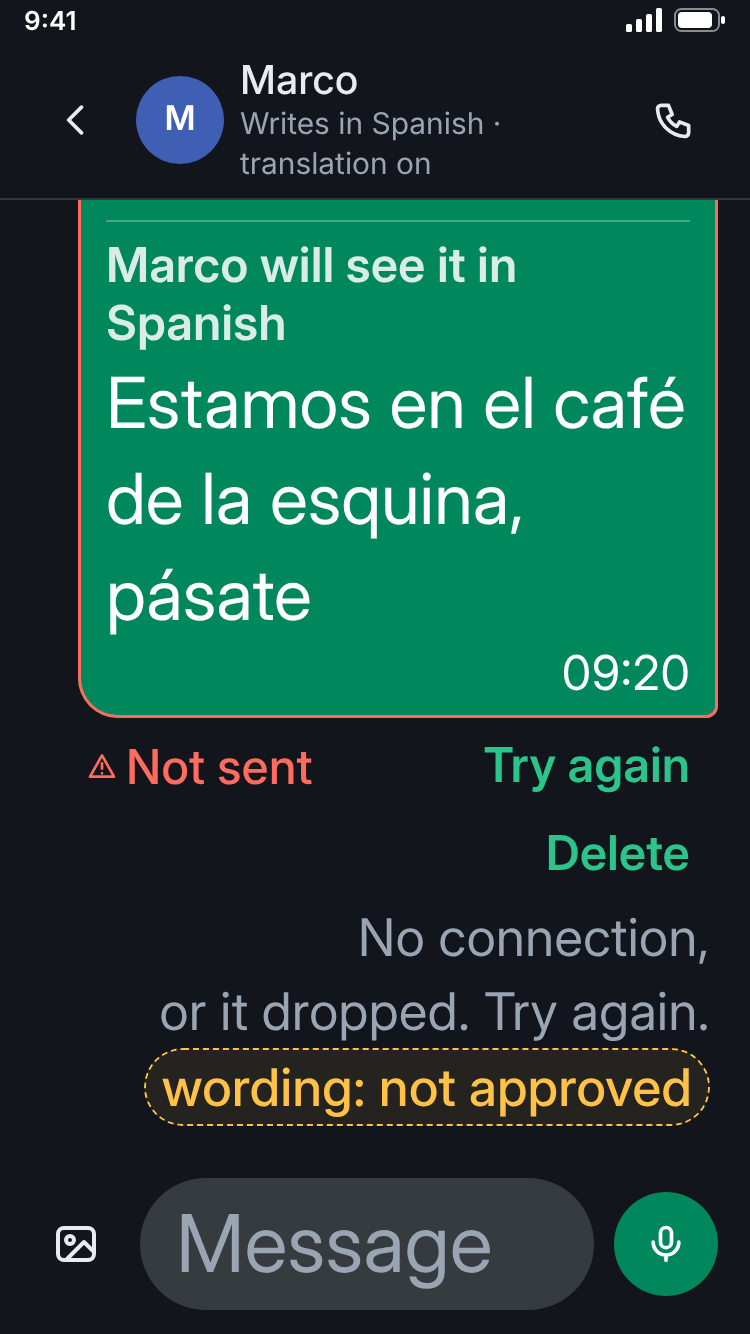 9:41
M
Marco
Writes in Spanish ·
translation on
Marco will see it in
Spanish
Estamos en el café
de la esquina,
pásate
09:20
Not sent
Try again
Delete
No connection,
or it dropped. Try again.
wording: not approved
Message